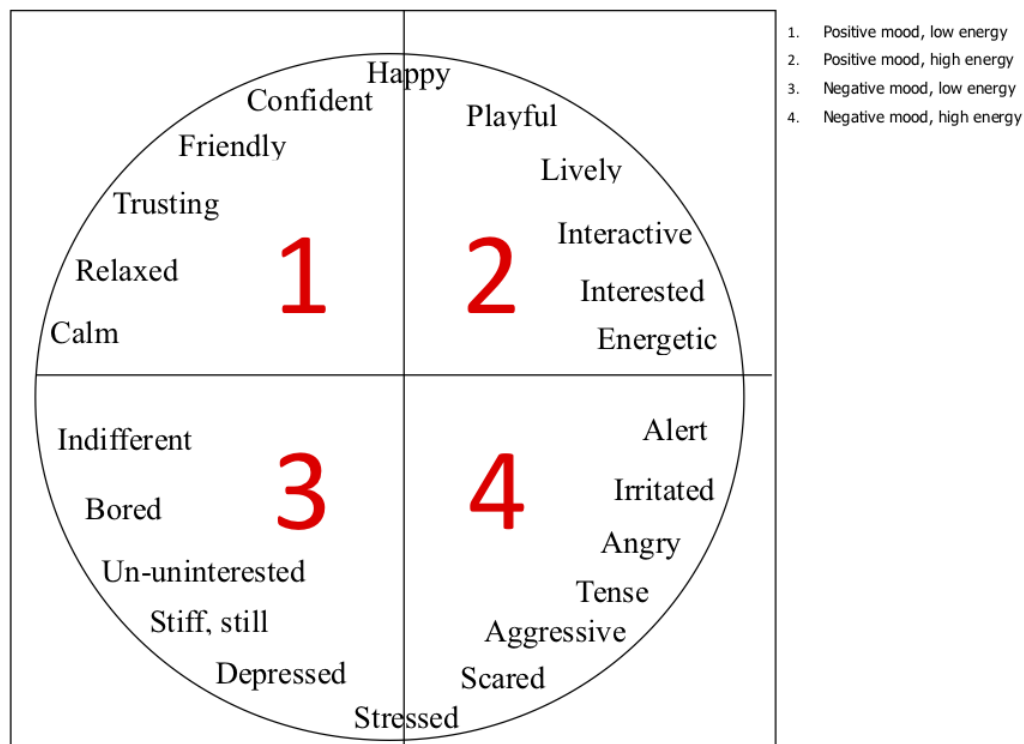 Happy
Confident
Playful
Friendly
Lively
Trusting
Interactive
1
2
Relaxed
Interested
Calm
Energetic
Indifferent
Alert
3
4
Bored
Irritated
Angry
Un-uninterested
Tense
Stiff, still
Aggressive
Depressed
Scared
Stressed
1. Positive mood, low energy
2. Positive mood, high energy
3. Negative mood, low energy
4. Negative mood, high energy